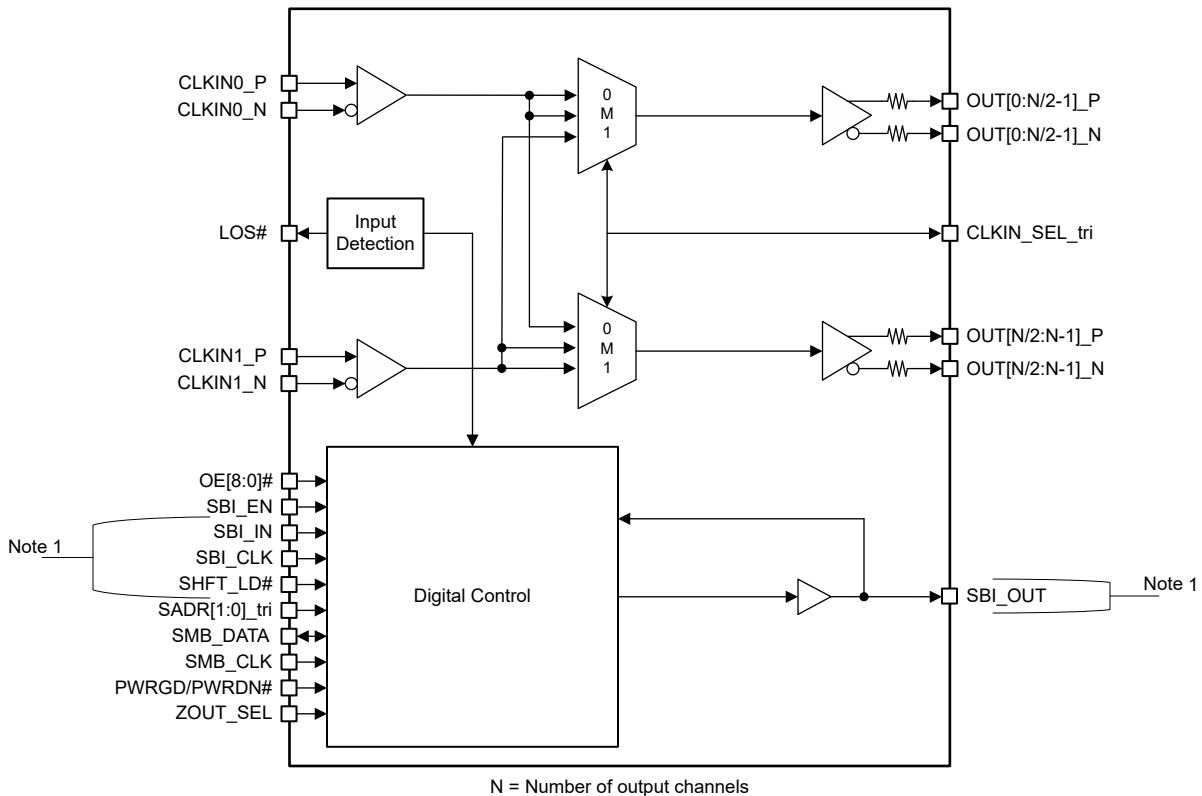 CLKIN0_P
CLKIN0_N
0
M
1
OUT[0:N/2-1]_P
OUT[0:N/2-1]_N
LOS#
Input
Detection
CLKIN_SEL_tri
CLKIN1_P
CLKIN1_N
0
M
1
OUT[N/2:N-1]_P
OUT[N/2:N-1]_N
OE[8:0]#
SBI_EN
SBI_IN
SBI_CLK
SHFT_LD#
SADR[1:0]_tri
SMB_DATA
SMB_CLK
PWRGD/PWRDN#
ZOUT_SEL
Note 1
Digital Control
SBI_OUT
Note 1
N = Number of output channels